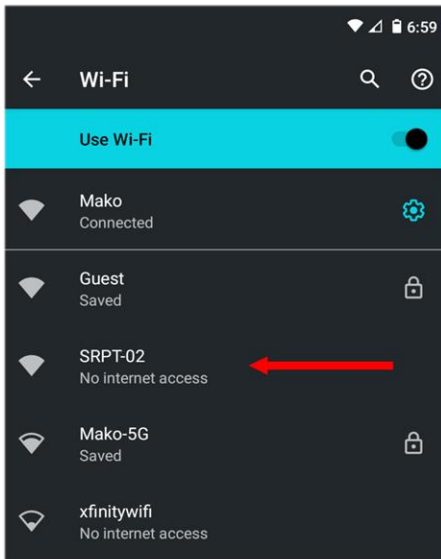 6:59
Wi-Fi
Use Wi-Fi
Mako
Connected
Guest
Saved
SRPT-02
No internet access
Mako-5G
Saved
xfinitywifi
No internet access